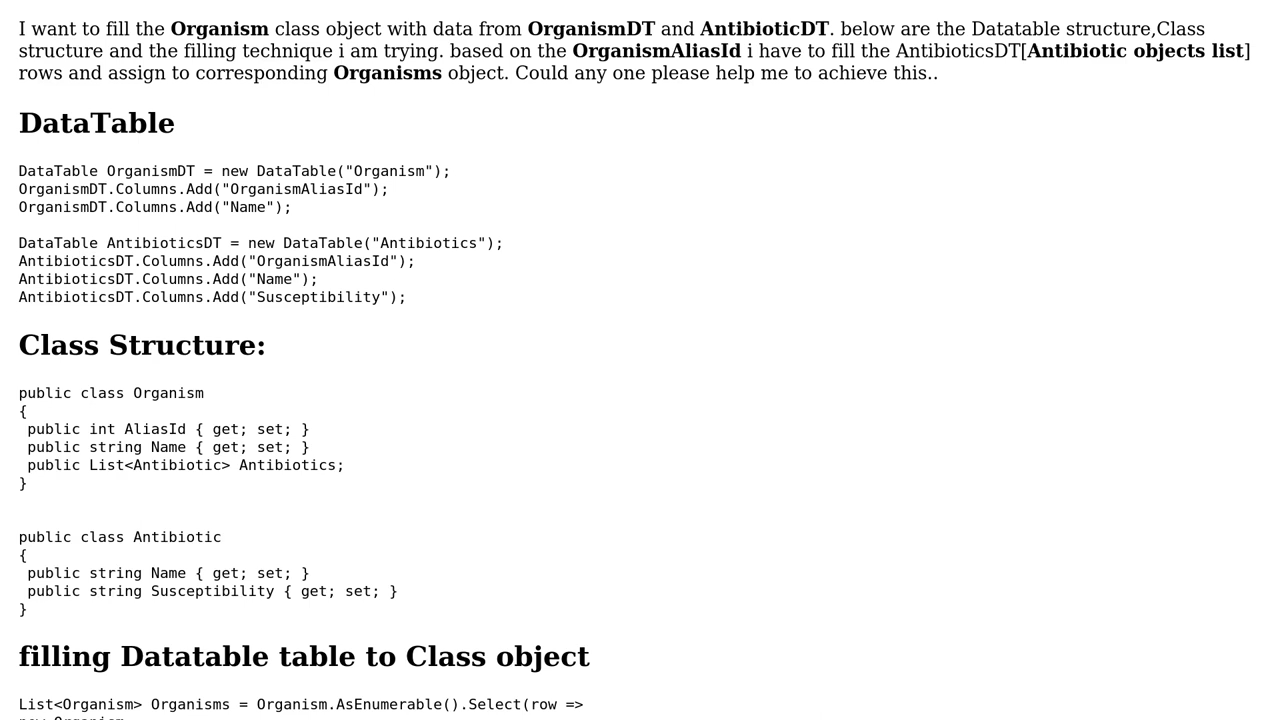 I want to fill the Organism class object with data from OrganismDT and AntibioticDT. below are the Datatable structure,Class
structure and the filling technique i am trying. based on the OrganismAliasId i have to fill the AntibioticsDT[Antibiotic objects list]
rows and assign to corresponding Organisms object. Could any one please help me to achieve this..
DataTable
DataTable OrganismDT = new DataTable("Organism");
OrganismDT.Columns.Add("OrganismAliasId");
OrganismDT.Columns.Add("Name");
DataTable AntibioticsDT = new DataTable("Antibiotics");
AntibioticsDT.Columns.Add("OrganismAliasId");
AntibioticsDT.Columns.Add("Name");
AntibioticsDT.Columns.Add("Susceptibility");
Class Structure:
public class Organism
{
public int AliasId { get; set; }
public string Name { get; set; }
public List<Antibiotic> Antibiotics;
}
public class Antibiotic
{
public string Name { get; set; }
public string Susceptibility { get; set; }
}
filling Datatable table to Class object
List<Organism> Organisms = Organism.AsEnumerable().Select(row =>